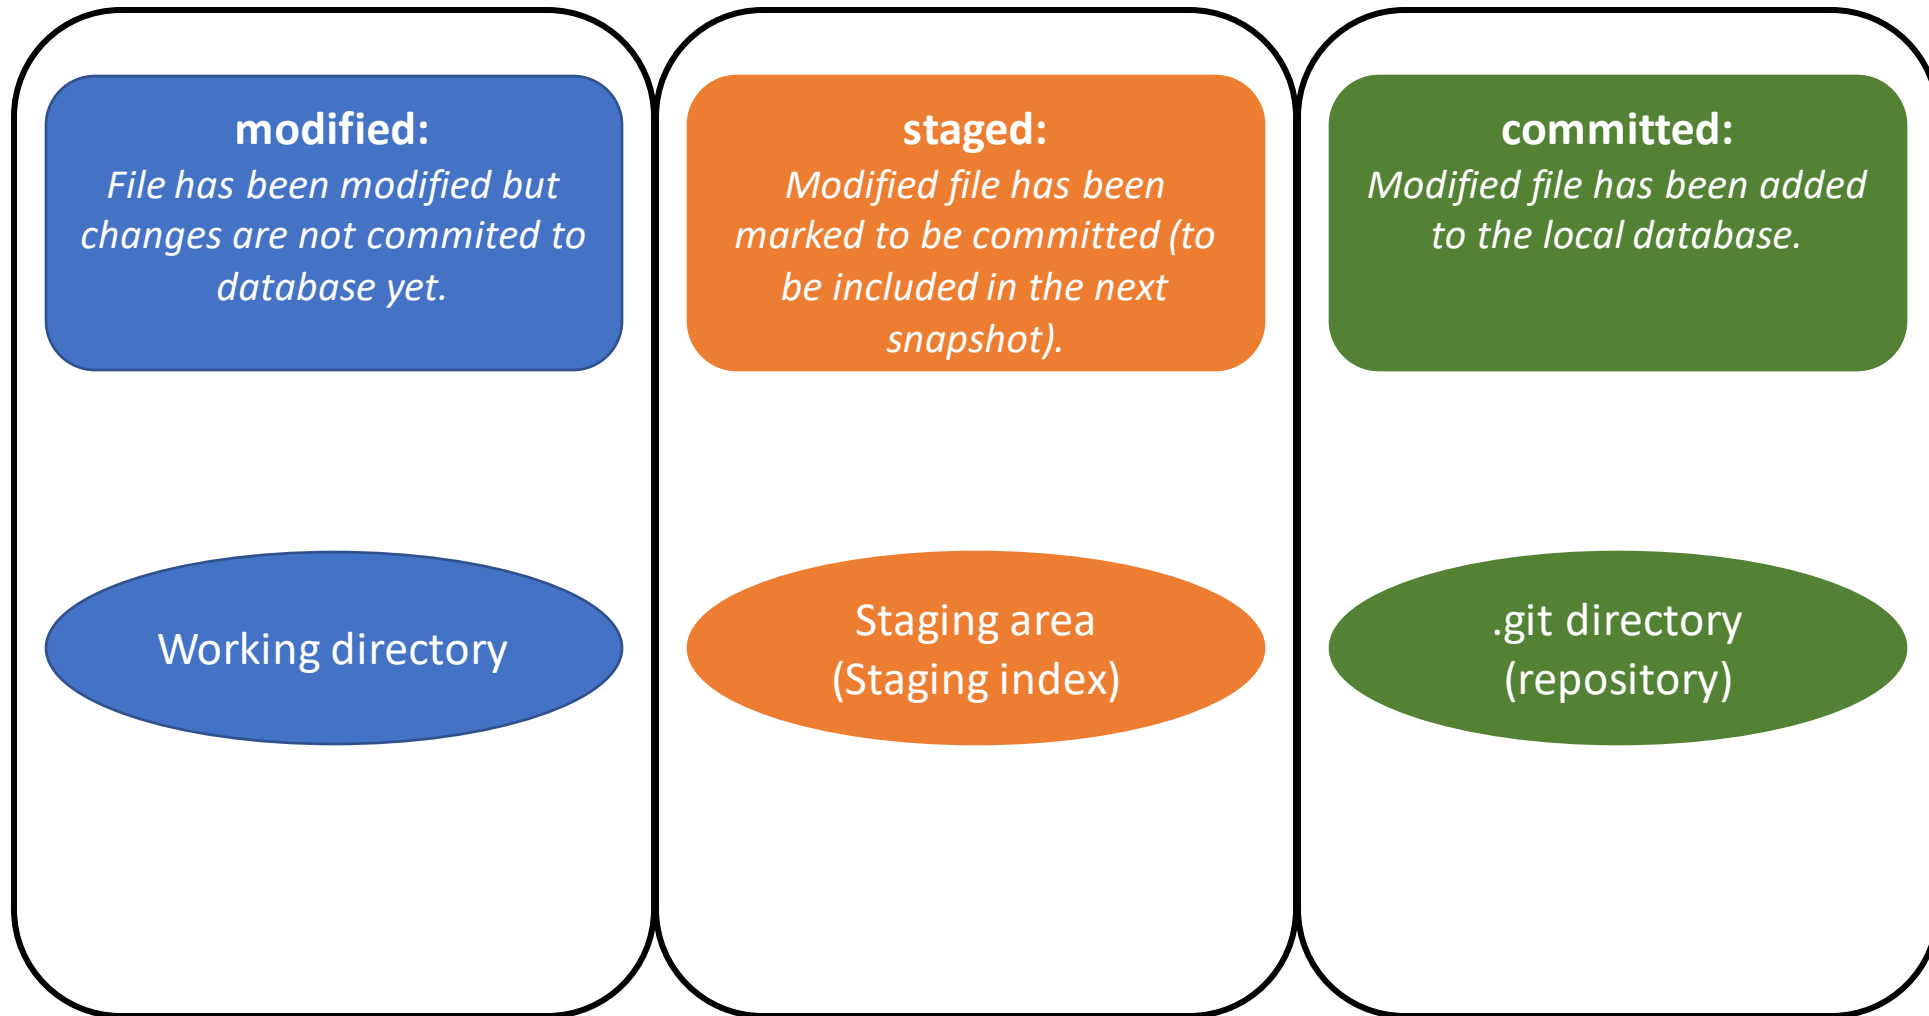 modified:
File has been modified but
changes are not commited to
database yet.
staged:
Modified file has been
marked to be committed (to
be included in the next
snapshot).
committed:
Modified file has been added
to the local database.
Working directory
Staging area
(Staging index)
.git directory
(repository)